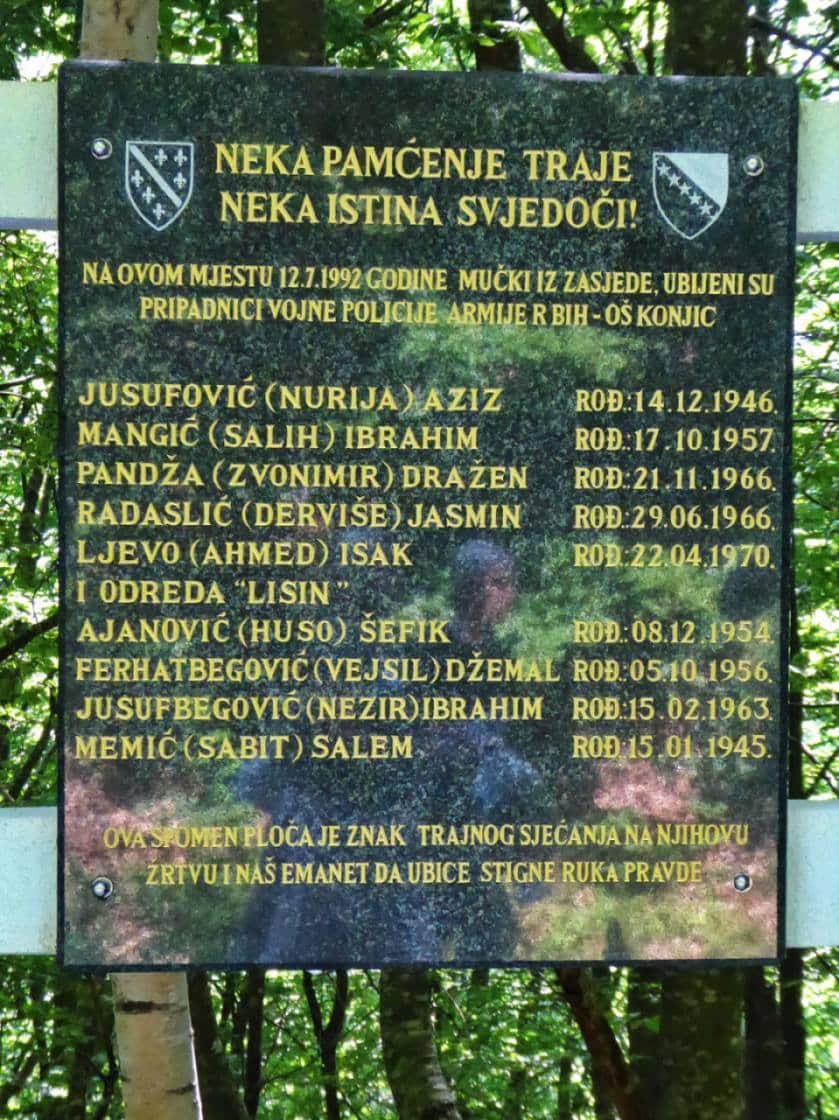 NEKA PAMĆENJE TRAJE
NEKA ISTINA SVJEDOČI!
NA OVOM MJESTU 12.7.1992 GODINE MUČKI IZ ZASJEDE, UBIJENI SU
PRIPADNICI VOJNE POLICIJE ARMIJE R BIH - OŠ KONJIC
JUSUFOVIĆ (NURIJA) AZIZ ROĐ.:14.12.1946.
MANGIĆ (SALIH) IBRAHIM ROĐ.:17.10.1957.
PANDŽA (ZVONIMIR) DRAŽEN ROĐ.:21.11.1966.
RADASLIĆ (DERVIŠE) JASMIN ROĐ.:29.06.1966.
LJEVO (AHMED) ISAK ROĐ.:22.04.1970.
I ODREDA "LISIN"
AJANOVIĆ (HUSO) ŠEFIK ROĐ.:08.12.1954.
FERHATBEGOVIĆ (VEJSIL) DŽEMAL ROĐ.:05.10.1956.
JUSUFBEGOVIĆ (NEZIR) IBRAHIM ROĐ.:15.02.1963.
MEMIĆ (SABIT) SALEM ROĐ.:15.01.1945.
OVA SPOMEN PLOČA JE ZNAK TRAJNOG SJEĆANJA NA NJIHOVU
ŽRTVU I NAŠ EMANET DA UBICE STIGNE RUKA PRAVDE